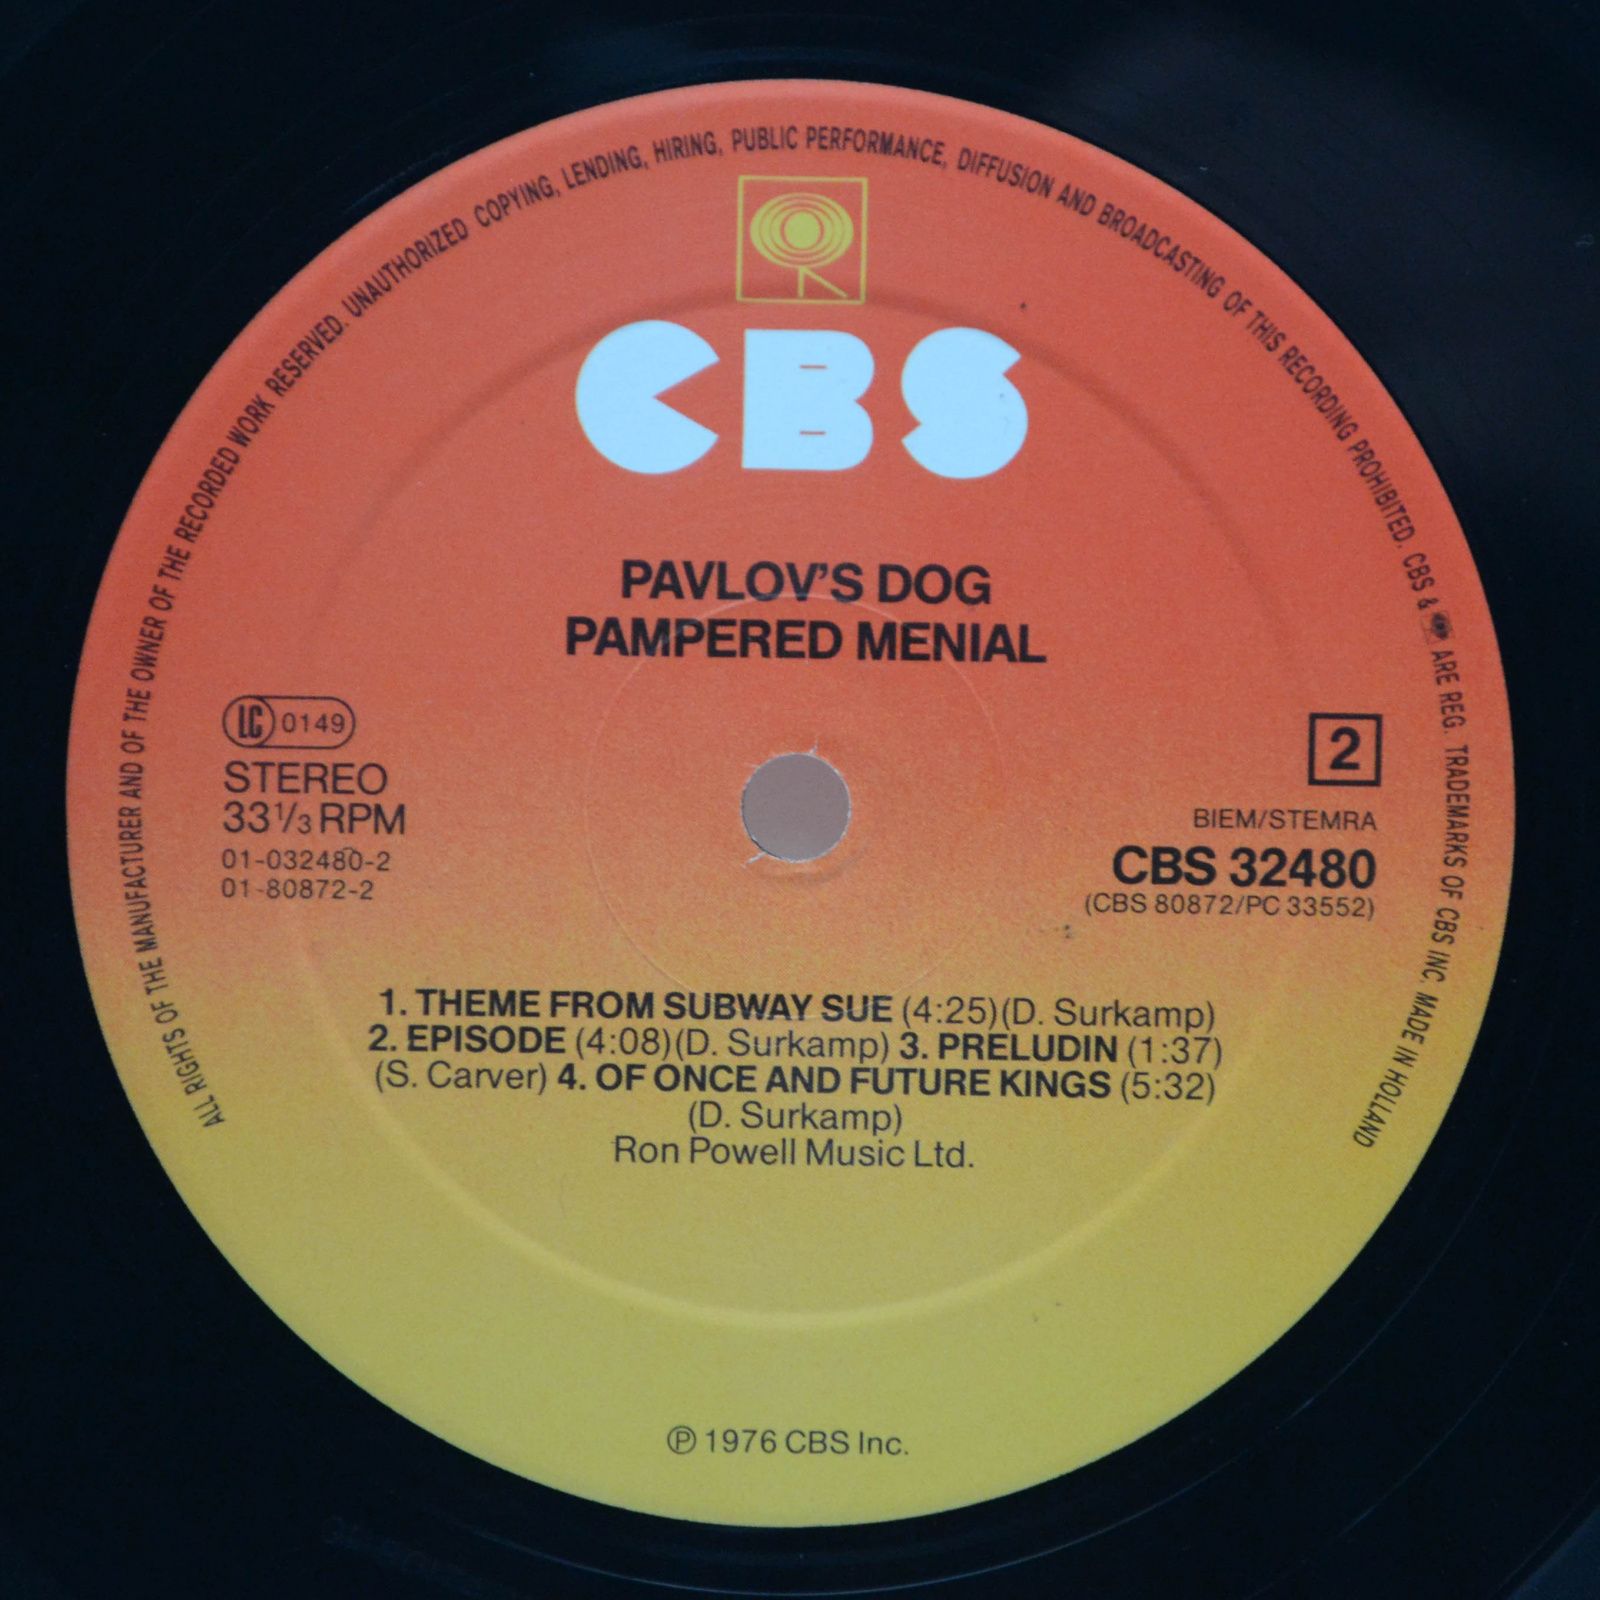 ALL RIGHTS OF THE MANUFACTURER AND OF THE OWNER OF THE RECORDED WORK RESERVED. UNAUTHORIZED COPYING, LENDING, HIRING, PUBLIC PERFORMANCE, DIFFUSION AND BROADCASTING OF THIS RECORDING PROHIBITED. CBS & ARE REG. TRADEMARKS OF CBS INC. MADE IN HOLLAND
CBS
PAVLOV'S DOG
PAMPERED MENIAL
LC 0149
STEREO
33 1/3 RPM
01-032480-2
01-80872-2
2
BIEM/STEMRA
CBS 32480
(CBS 80872/PC 33552)
1. THEME FROM SUBWAY SUE (4:25)(D. Surkamp)
2. EPISODE (4:08)(D. Surkamp) 3. PRELUDIN (1:37)
(S. Carver) 4. OF ONCE AND FUTURE KINGS (5:32)
(D. Surkamp)
Ron Powell Music Ltd.
℗ 1976 CBS Inc.